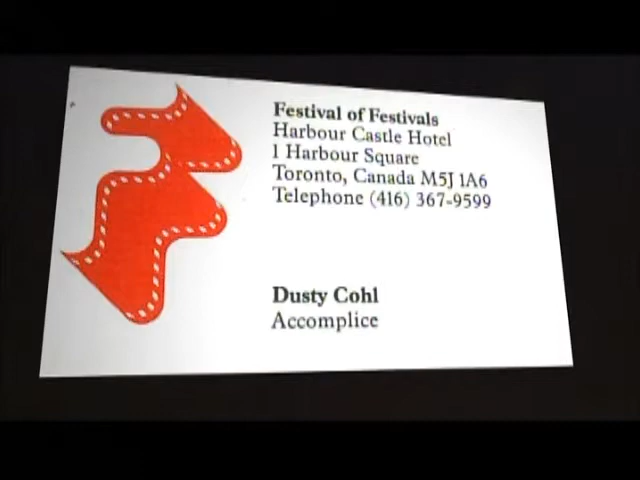 Festival of Festivals
Harbour Castle Hotel
1 Harbour Square
Toronto, Canada M5J 1A6
Telephone (416) 367-9599
Dusty Cohl
Accomplice